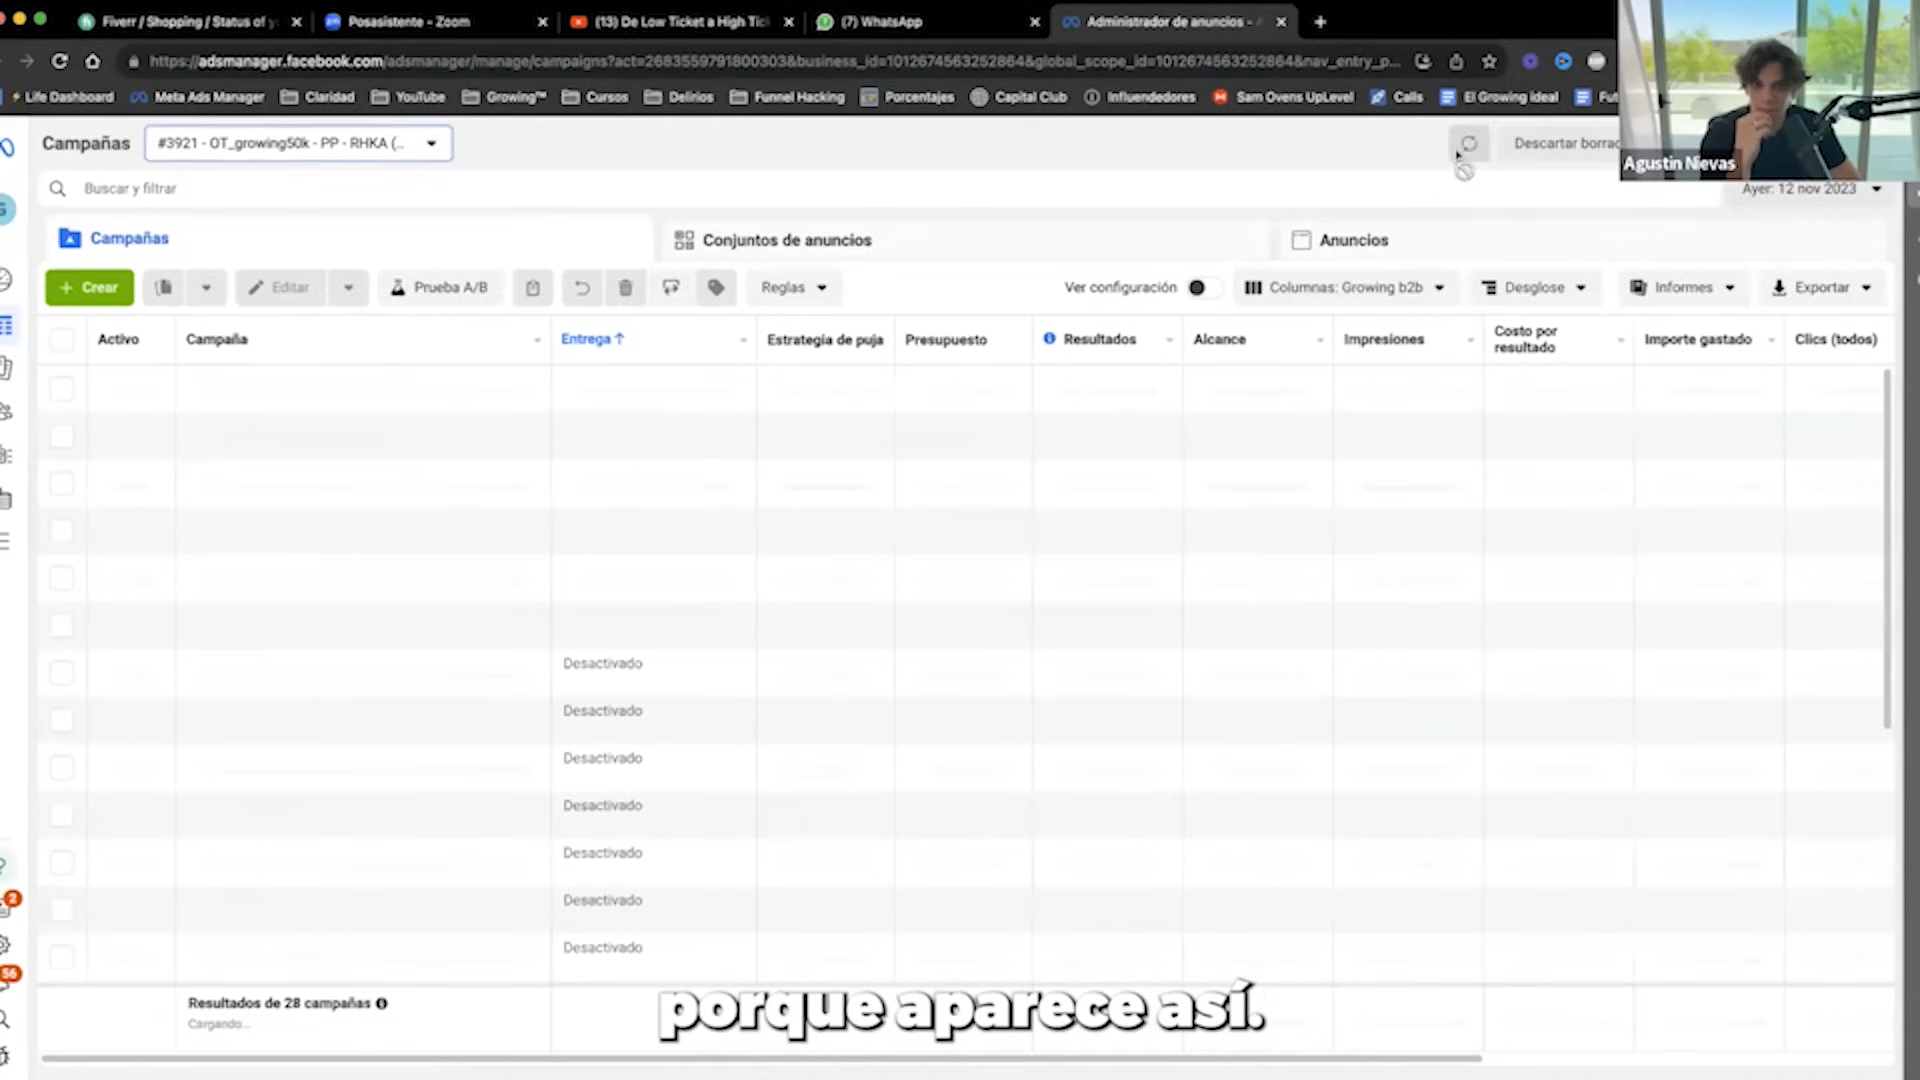 Fiverr / Shopping / Status of y
Posasistente - Zoom
(13) De Low Ticket a High Tic
(7) WhatsApp
Administrador de anuncios -
https://adsmanager.facebook.com/adsmanager/manage/campaigns?act=2683559791800303&business_id=1012674563252864&global_scope_id=1012674563252864&nav_entry_p...
Life Dashboard
Meta Ads Manager
Claridad
YouTube
Growing™
Cursos
Delirios
Funnel Hacking
Porcentajes
Capital Club
Influendedores
Sam Ovens UpLevel
Calls
El Growing ideal
Fut
Agustin Nievas
Campañas
#3921 - OT_growing50k - PP - RHKA (...
Descartar borrac
Buscar y filtrar
Ayer: 12 nov 2023
Campañas
Conjuntos de anuncios
Anuncios
+ Crear
Editar
Prueba A/B
Reglas
Ver configuración
Columnas: Growing b2b
Desglose
Informes
Exportar
Activo
Campaña
Entrega ↑
Estrategia de puja
Presupuesto
Resultados
Alcance
Impresiones
Costo por
resultado
Importe gastado
Clics (todos)
Desactivado
Desactivado
Desactivado
Desactivado
Desactivado
Desactivado
Desactivado
2
56
Resultados de 28 campañas
Cargando...
porque aparece así.